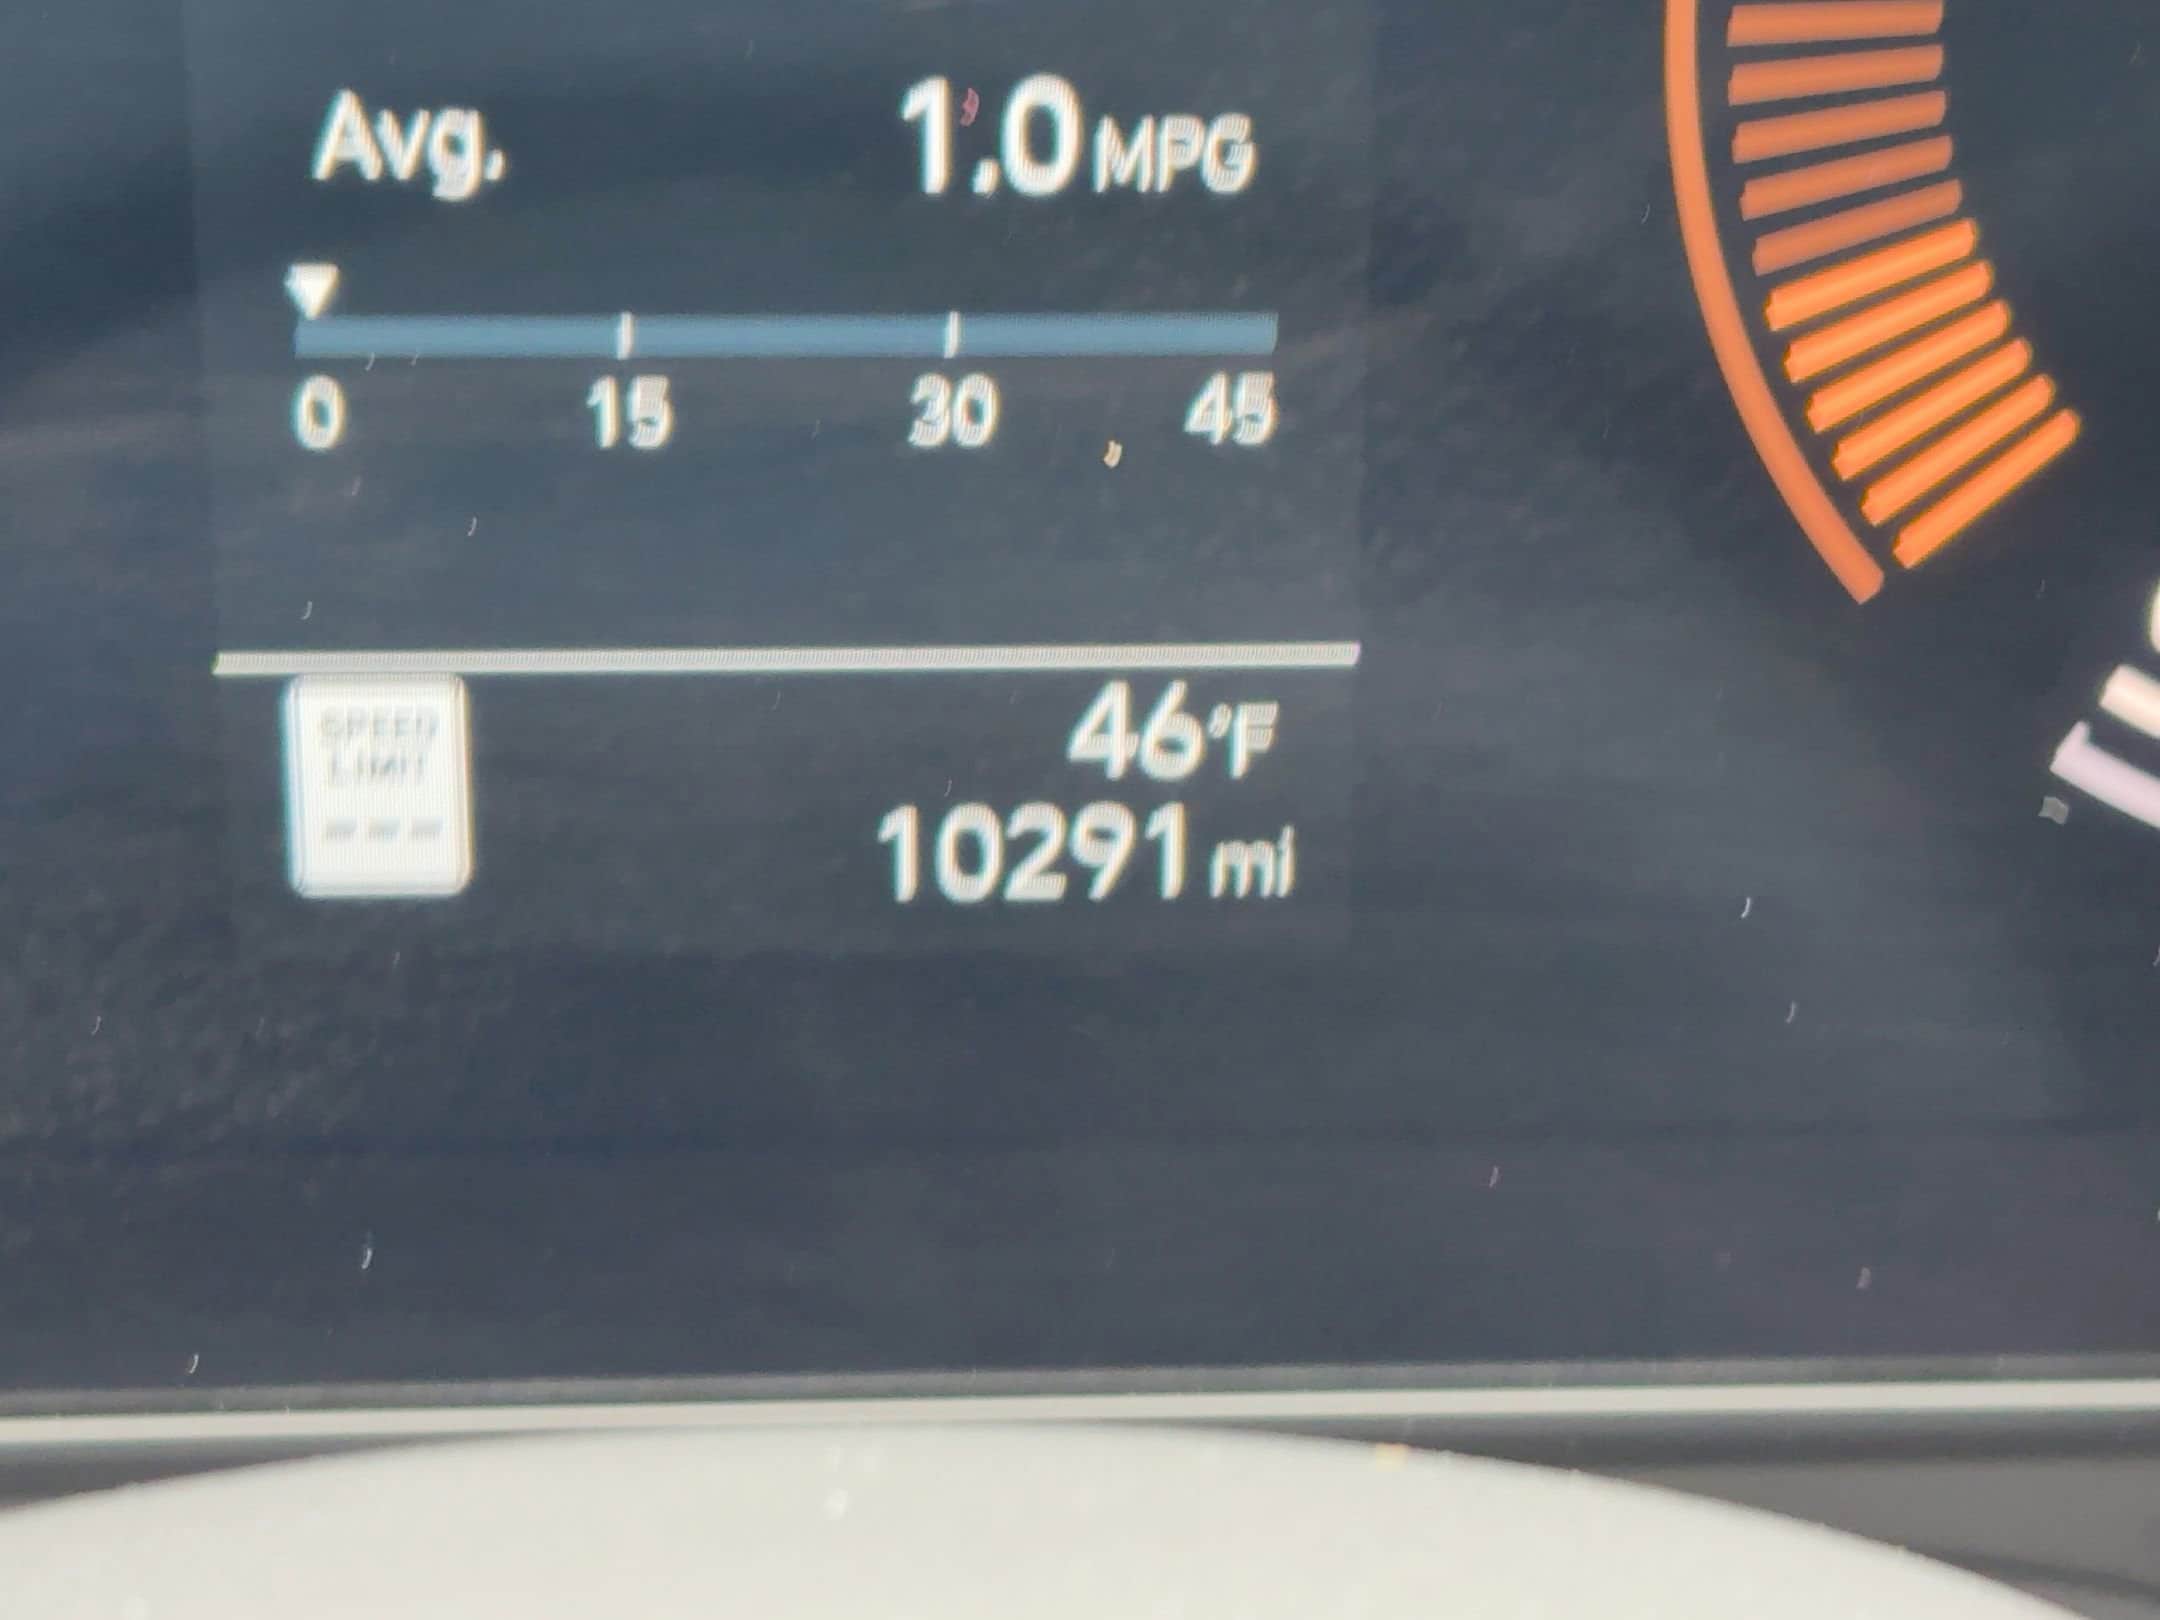 Avg. 1.0 MPG
0 15 30 45
SPEED
LIMIT
---
46°F
10291 mi